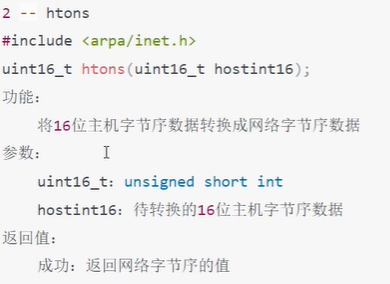 2 -- htons
#include <arpa/inet.h>
uint16_t htons(uint16_t hostint16);
功能:
将16位主机字节序数据转换成网络字节序数据
参数:
uint16_t: unsigned short int
hostint16: 待转换的16位主机字节序数据
返回值:
成功: 返回网络字节序的值